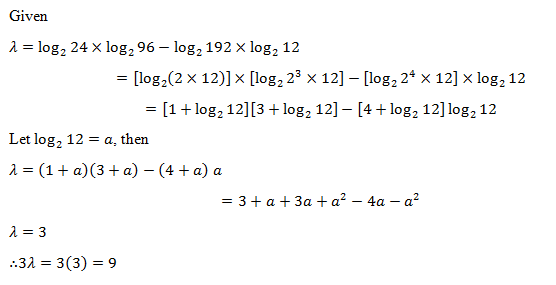 Given
λ = log₂ 24 × log₂ 96 − log₂ 192 × log₂ 12
= [log₂(2 × 12)] × [log₂ 2³ × 12] − [log₂ 2⁴ × 12] × log₂ 12
= [1 + log₂ 12][3 + log₂ 12] − [4 + log₂ 12] log₂ 12
Let log₂ 12 = a, then
λ = (1 + a)(3 + a) − (4 + a) a
= 3 + a + 3a + a² − 4a − a²
λ = 3
∴3λ = 3(3) = 9